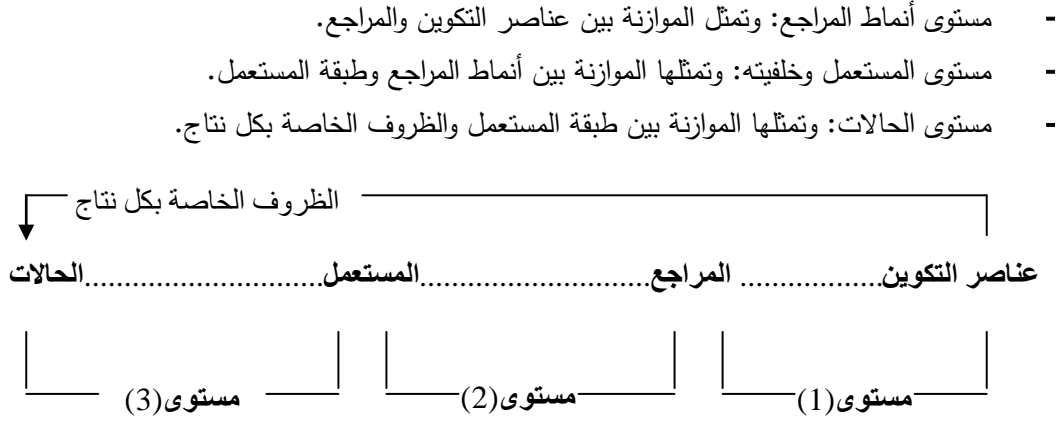 - مستوى أنماط المراجع: وتمثل الموازنة بين عناصر التكوين والمراجع.
- مستوى المستعمل وخلفيته: وتمثلها الموازنة بين أنماط المراجع وطبقة المستعمل.
- مستوى الحالات: وتمثلها الموازنة بين طبقة المستعمل والظروف الخاصة بكل نتاج.
الظروف الخاصة بكل نتاج
عناصر التكوين................. المراجع.............................المستعمل.............................الحالات
مستوى(1) مستوى(2) مستوى(3)